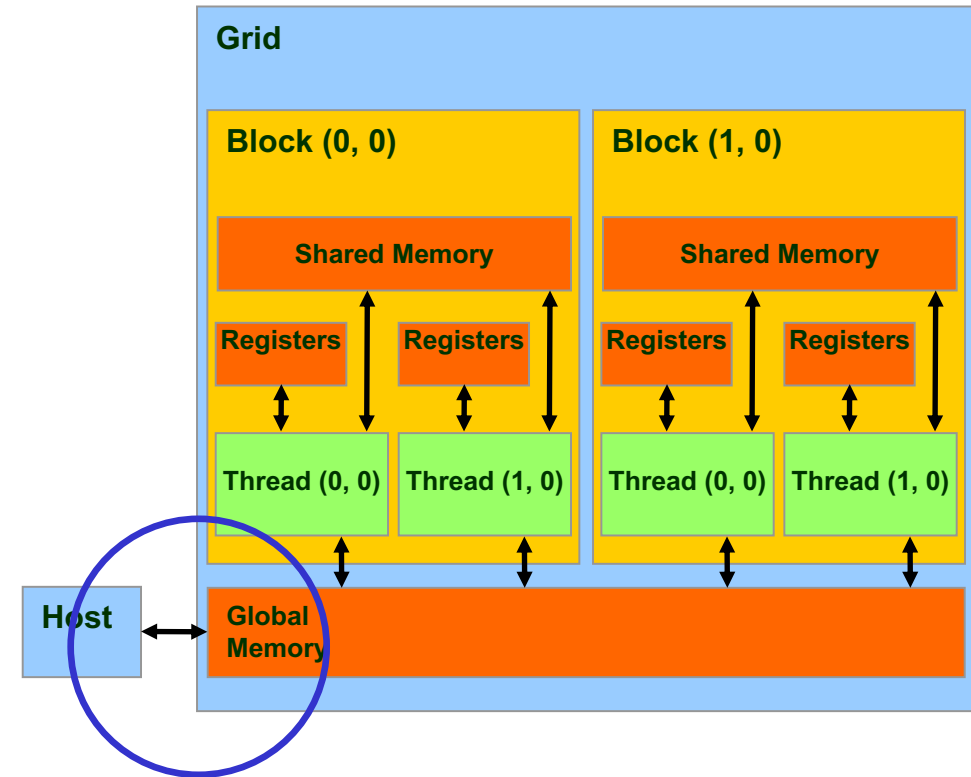 Grid
Block (0, 0)
Block (1, 0)
Shared Memory
Shared Memory
Registers
Registers
Registers
Registers
Thread (0, 0)
Thread (1, 0)
Thread (0, 0)
Thread (1, 0)
Host
Global
Memory